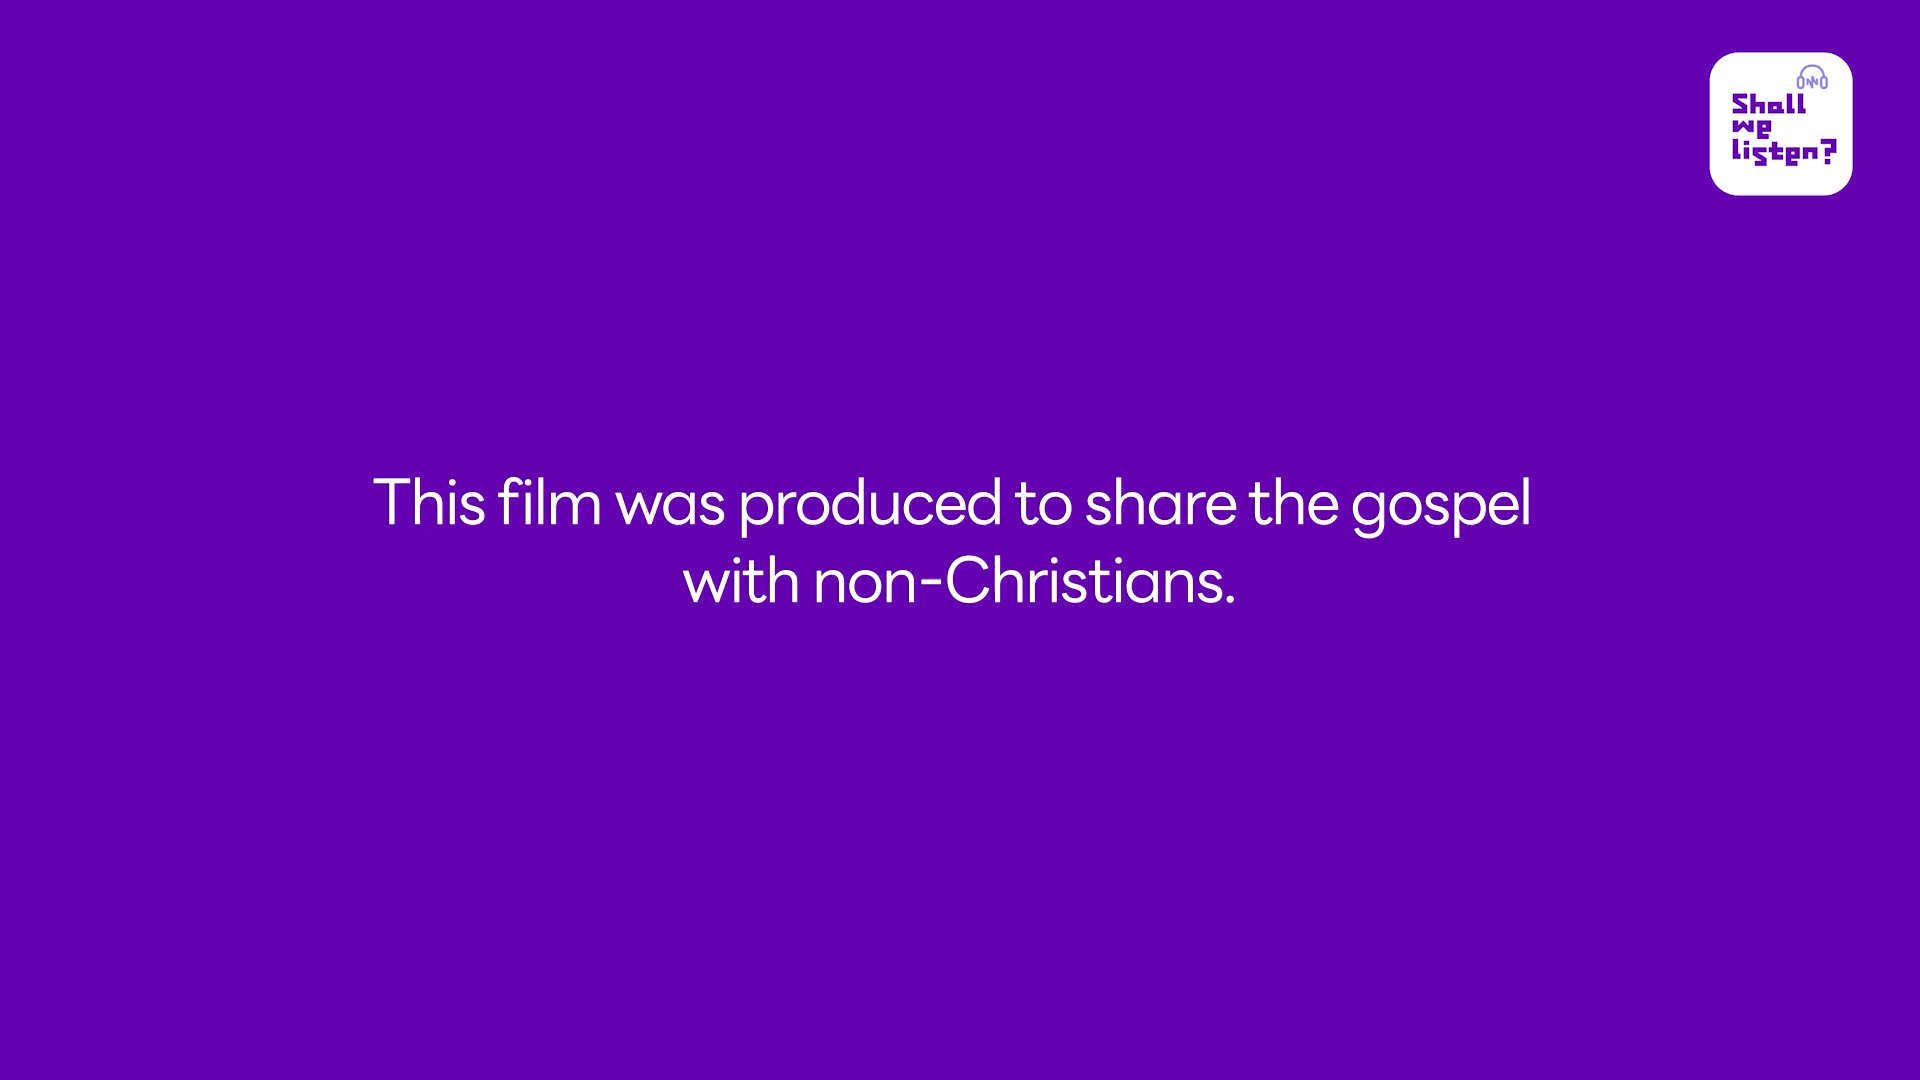 Shall
we
listen?
This film was produced to share the gospel
with non-Christians.